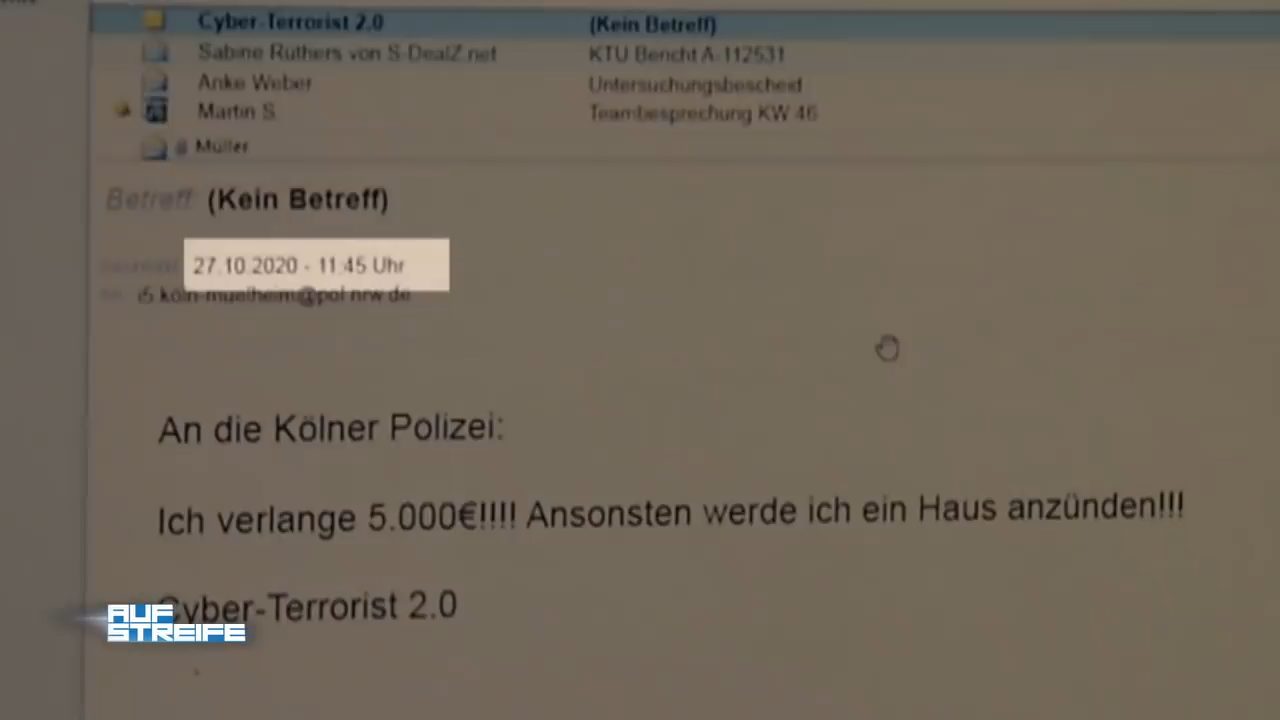 Cyber-Terrorist 2.0 (Kein Betreff)
Sabine Ruthers von S-DealZ.net KTU Bericht A-112531
Anke Weber Untersuchungsbescheid
Martin S. Teambesprechung KW 46
Müller
Betreff: (Kein Betreff)
27.10.2020 - 11:45 Uhr
koln-muelheim@pol.nrw.de
An die Kölner Polizei:
Ich verlange 5.000€!!!! Ansonsten werde ich ein Haus anzünden!!!
Cyber-Terrorist 2.0
AUF
STREIFE